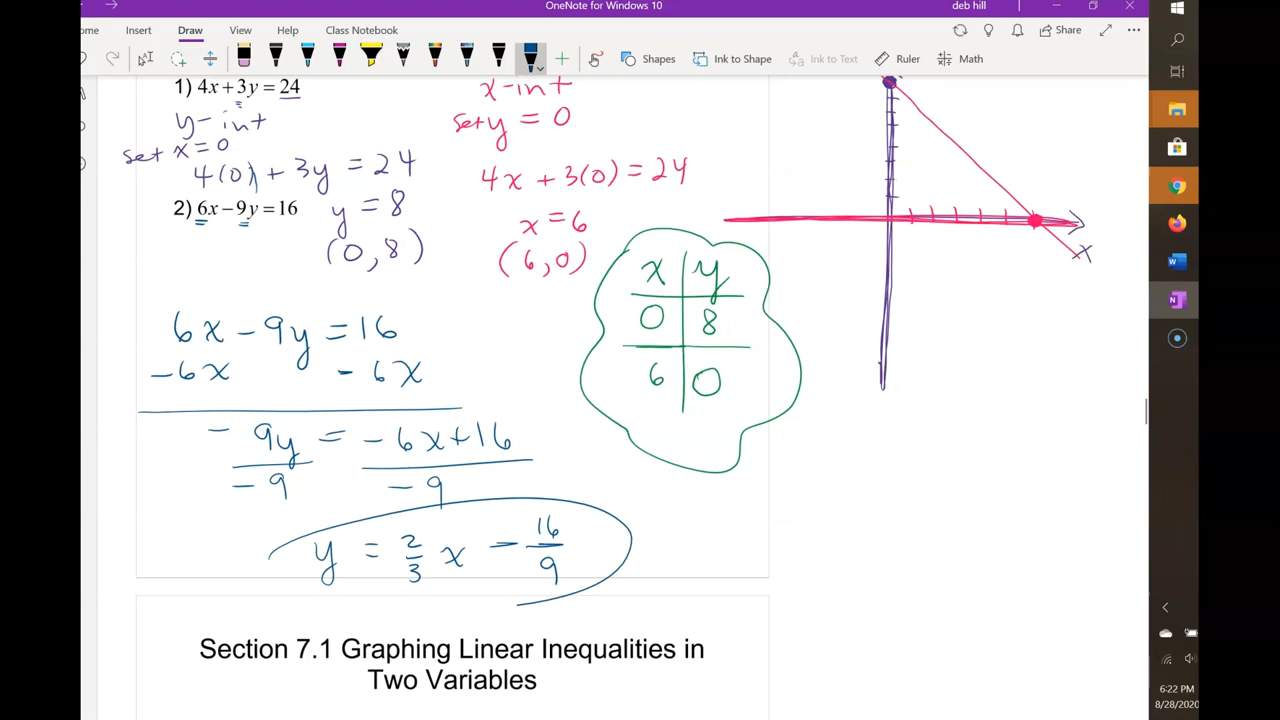 OneNote for Windows 10
deb hill
ome Insert Draw View Help Class Notebook
Share
Shapes Ink to Shape Ink to Text Ruler Math
1) 4x + 3y = 24
y-int
set x = 0
4(0) + 3y = 24
y = 8
(0, 8)
x-int
set y = 0
4x + 3(0) = 24
x = 6
(6, 0)
2) 6x - 9y = 16
x y
0 8
6 0
x
6x - 9y = 16
-6x - 6x
- 9y = - 6x + 16
- 9 - 9
y = 2/3 x - 16/9
Section 7.1 Graphing Linear Inequalities in
Two Variables
6:22 PM
8/28/2020